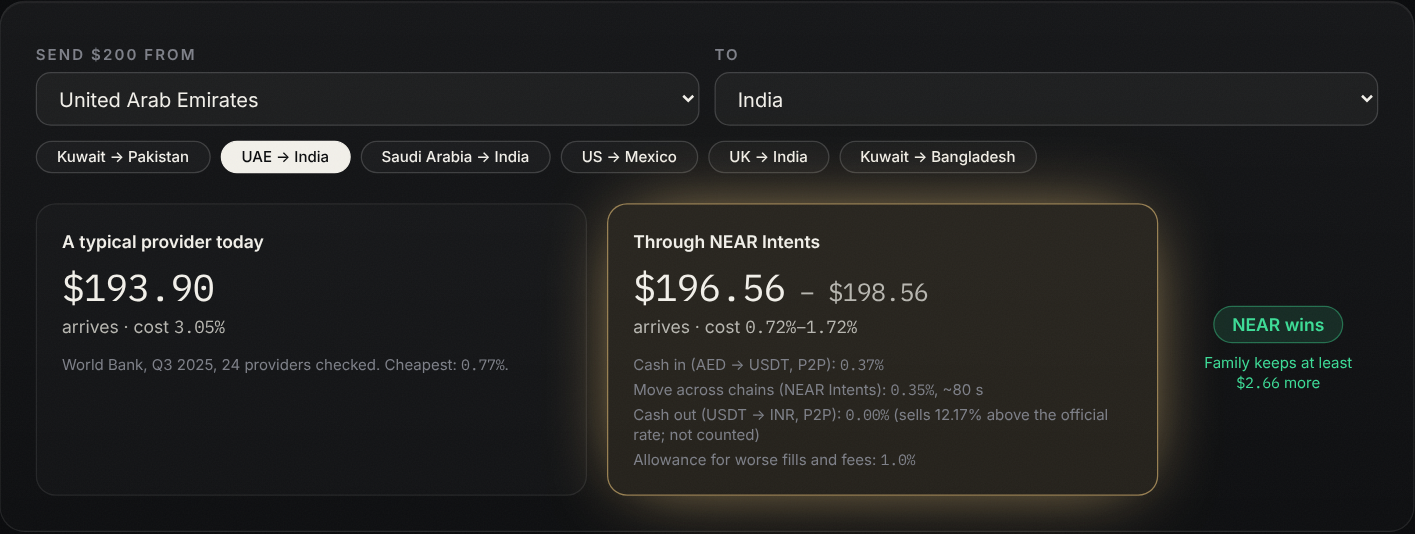 SEND $200 FROM
TO
United Arab Emirates
India
Kuwait → Pakistan
UAE → India
Saudi Arabia → India
US → Mexico
UK → India
Kuwait → Bangladesh
A typical provider today
$193.90
arrives · cost 3.05%
World Bank, Q3 2025, 24 providers checked. Cheapest: 0.77%.
Through NEAR Intents
$196.56 – $198.56
arrives · cost 0.72%–1.72%
Cash in (AED → USDT, P2P): 0.37%
Move across chains (NEAR Intents): 0.35%, ~80 s
Cash out (USDT → INR, P2P): 0.00% (sells 12.17% above the official
rate; not counted)
Allowance for worse fills and fees: 1.0%
NEAR wins
Family keeps at least
$2.66 more